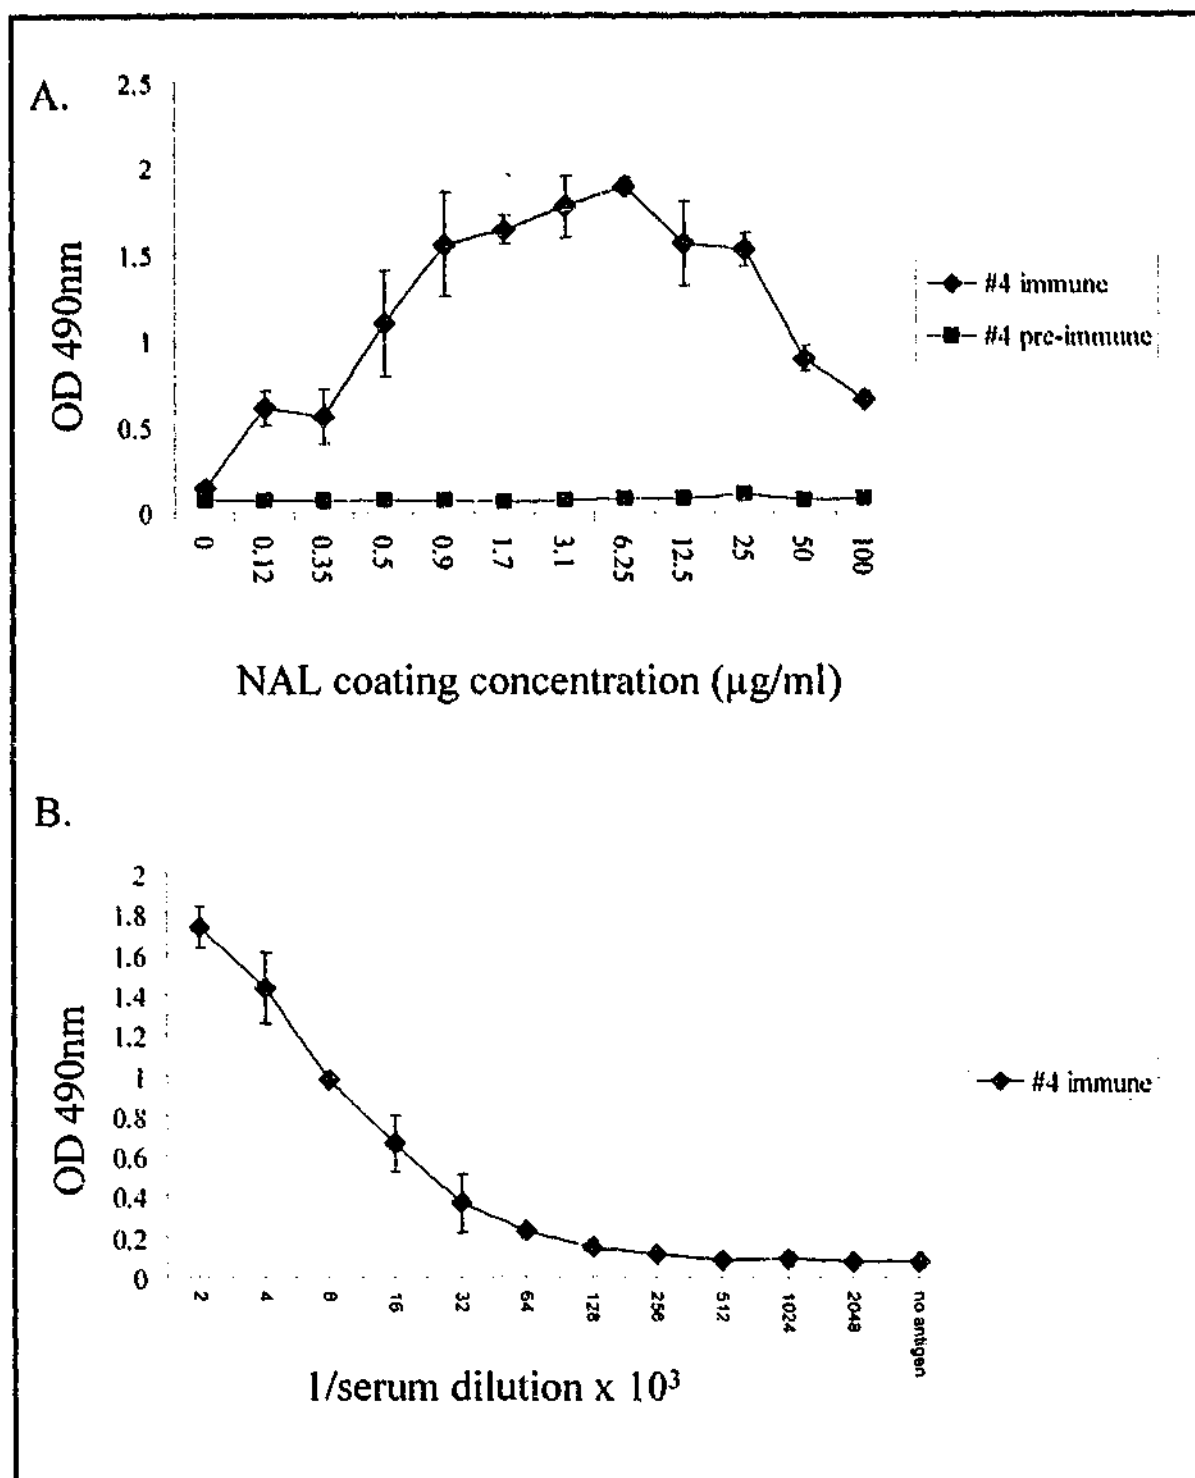 A.
2.5
2
1.5
1
0.5
0
OD 490nm
0 0.12 0.35 0.5 0.9 1.7 3.1 6.25 12.5 25 50 100
NAL coating concentration (µg/ml)
#4 immune
#4 pre-immune
B.
2
1.8
1.6
1.4
1.2
1
0.8
0.6
0.4
0.2
0
OD 490nm
2 4 8 16 32 64 128 256 512 1024 2048 no antigen
1/serum dilution x 10³
#4 immune